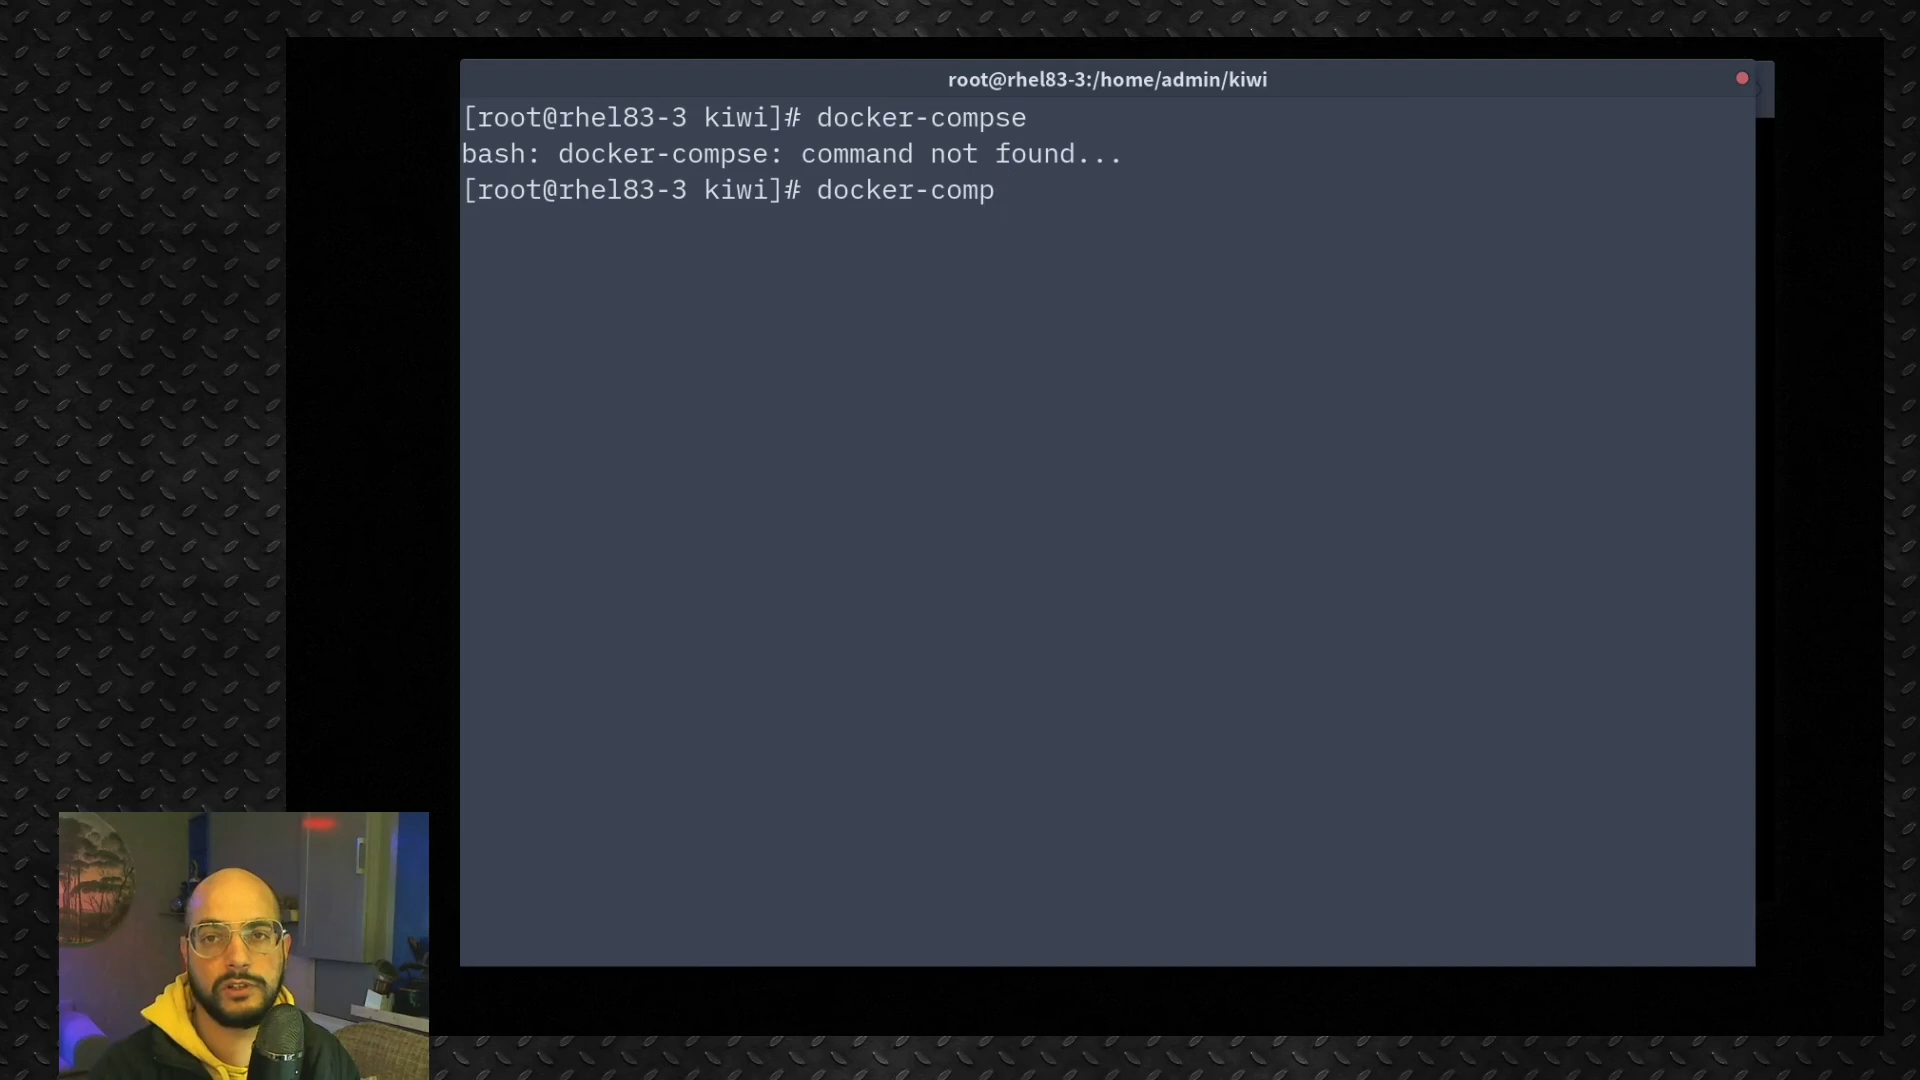 root@rhel83-3:/home/admin/kiwi
[root@rhel83-3 kiwi]# docker-compse
bash: docker-compse: command not found...
[root@rhel83-3 kiwi]# docker-comp